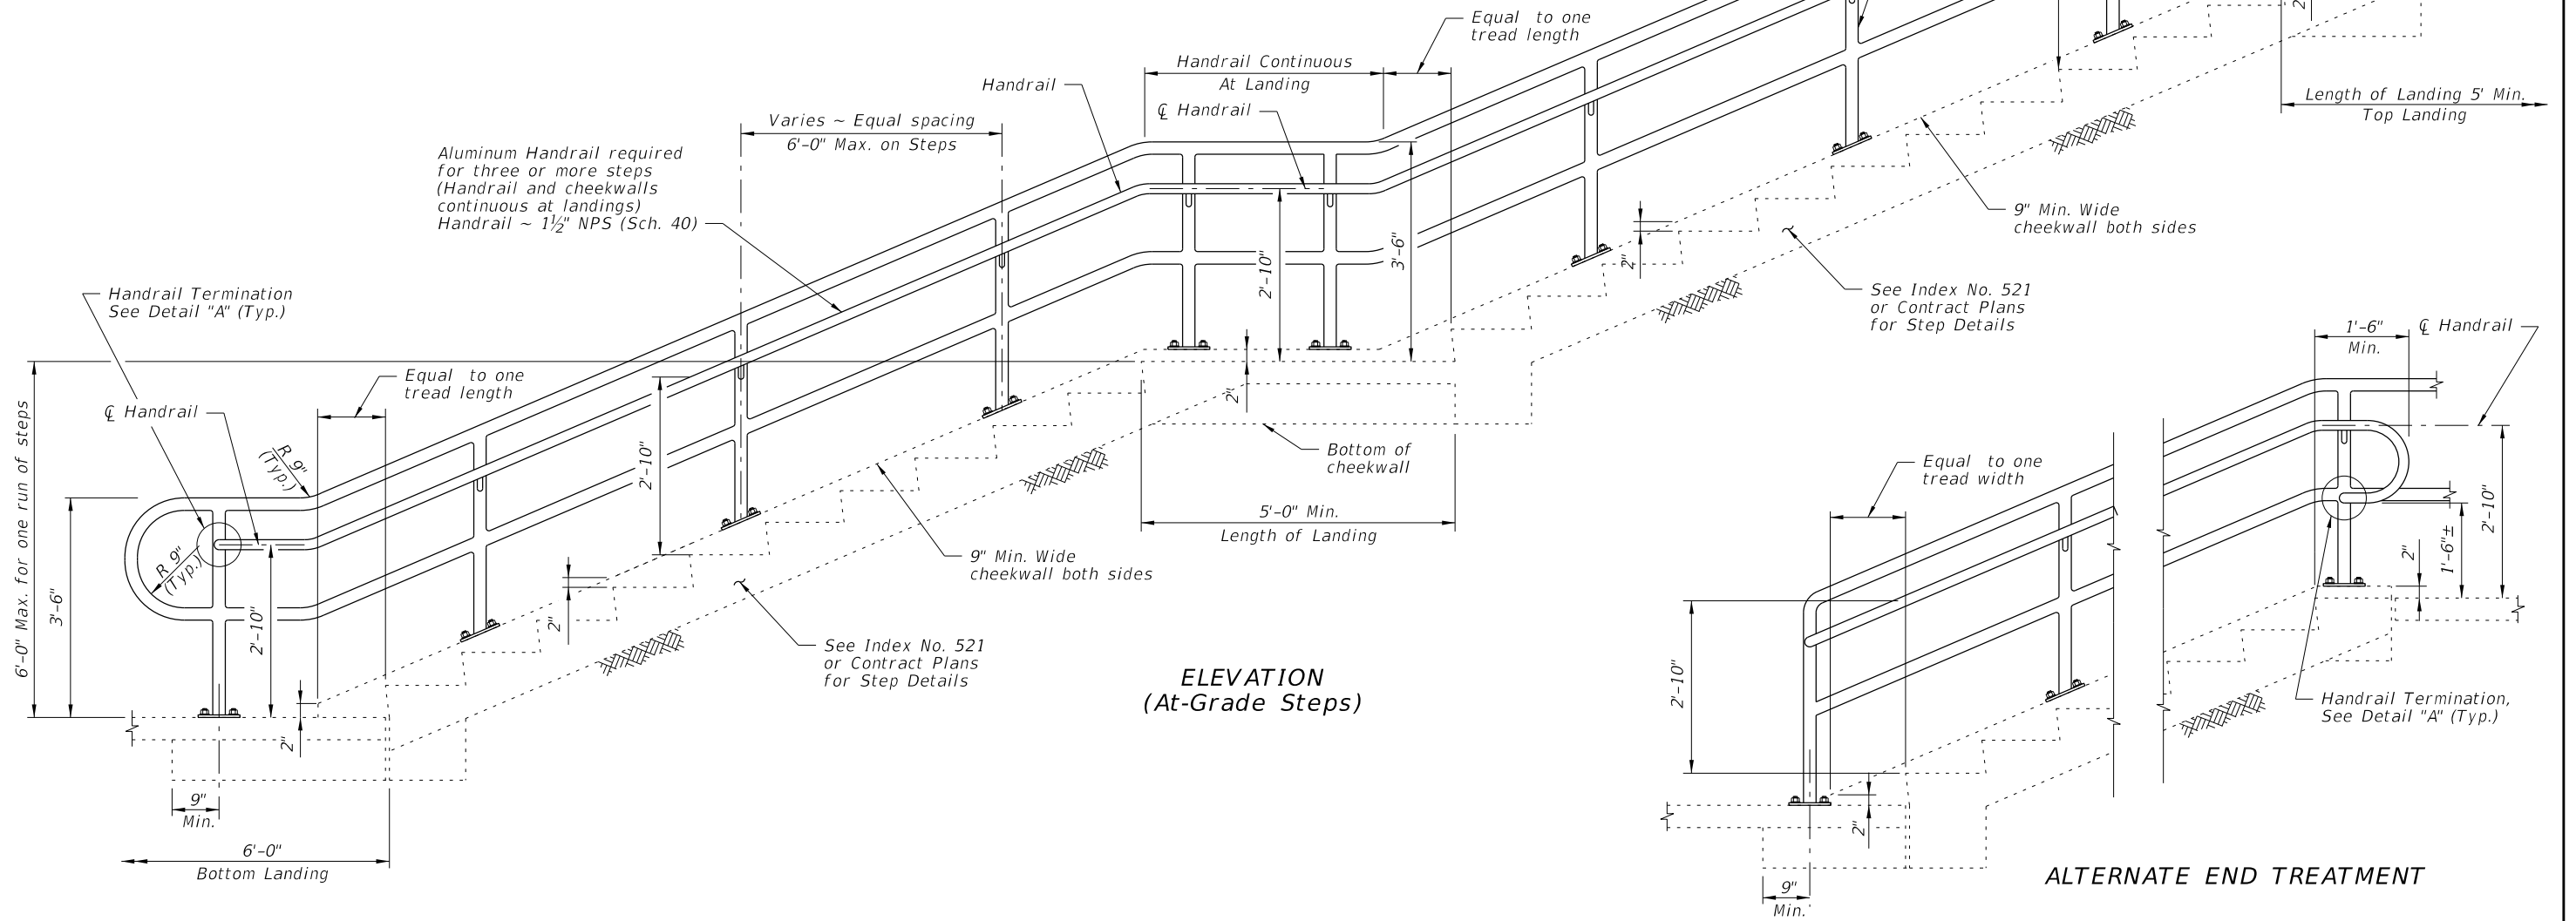 Equal to one
tread length
Handrail Continuous
At Landing
Handrail
℄ Handrail
Varies ~ Equal spacing
6'-0" Max. on Steps
Aluminum Handrail required
for three or more steps
(Handrail and cheekwalls
continuous at landings)
Handrail ~ 1½" NPS (Sch. 40)
2"
Length of Landing 5' Min.
Top Landing
9" Min. Wide
cheekwall both sides
2"
2'-10"
3'-6"
See Index No. 521
or Contract Plans
for Step Details
Handrail Termination
See Detail "A" (Typ.)
Equal to one
tread length
℄ Handrail
R 9"
(Typ.)
R 9"
(Typ.)
6'-0" Max. for one run of steps
3'-6"
2'-10"
2"
2'-10"
2"
2"
Bottom of
cheekwall
5'-0" Min.
Length of Landing
9" Min. Wide
cheekwall both sides
See Index No. 521
or Contract Plans
for Step Details
9"
Min.
6'-0"
Bottom Landing
ELEVATION
(At-Grade Steps)
1'-6"
Min.
℄ Handrail
Equal to one
tread width
2'-10"
2"
1'-6"±
2'-10"
2"
Handrail Termination,
See Detail "A" (Typ.)
9"
Min.
ALTERNATE END TREATMENT